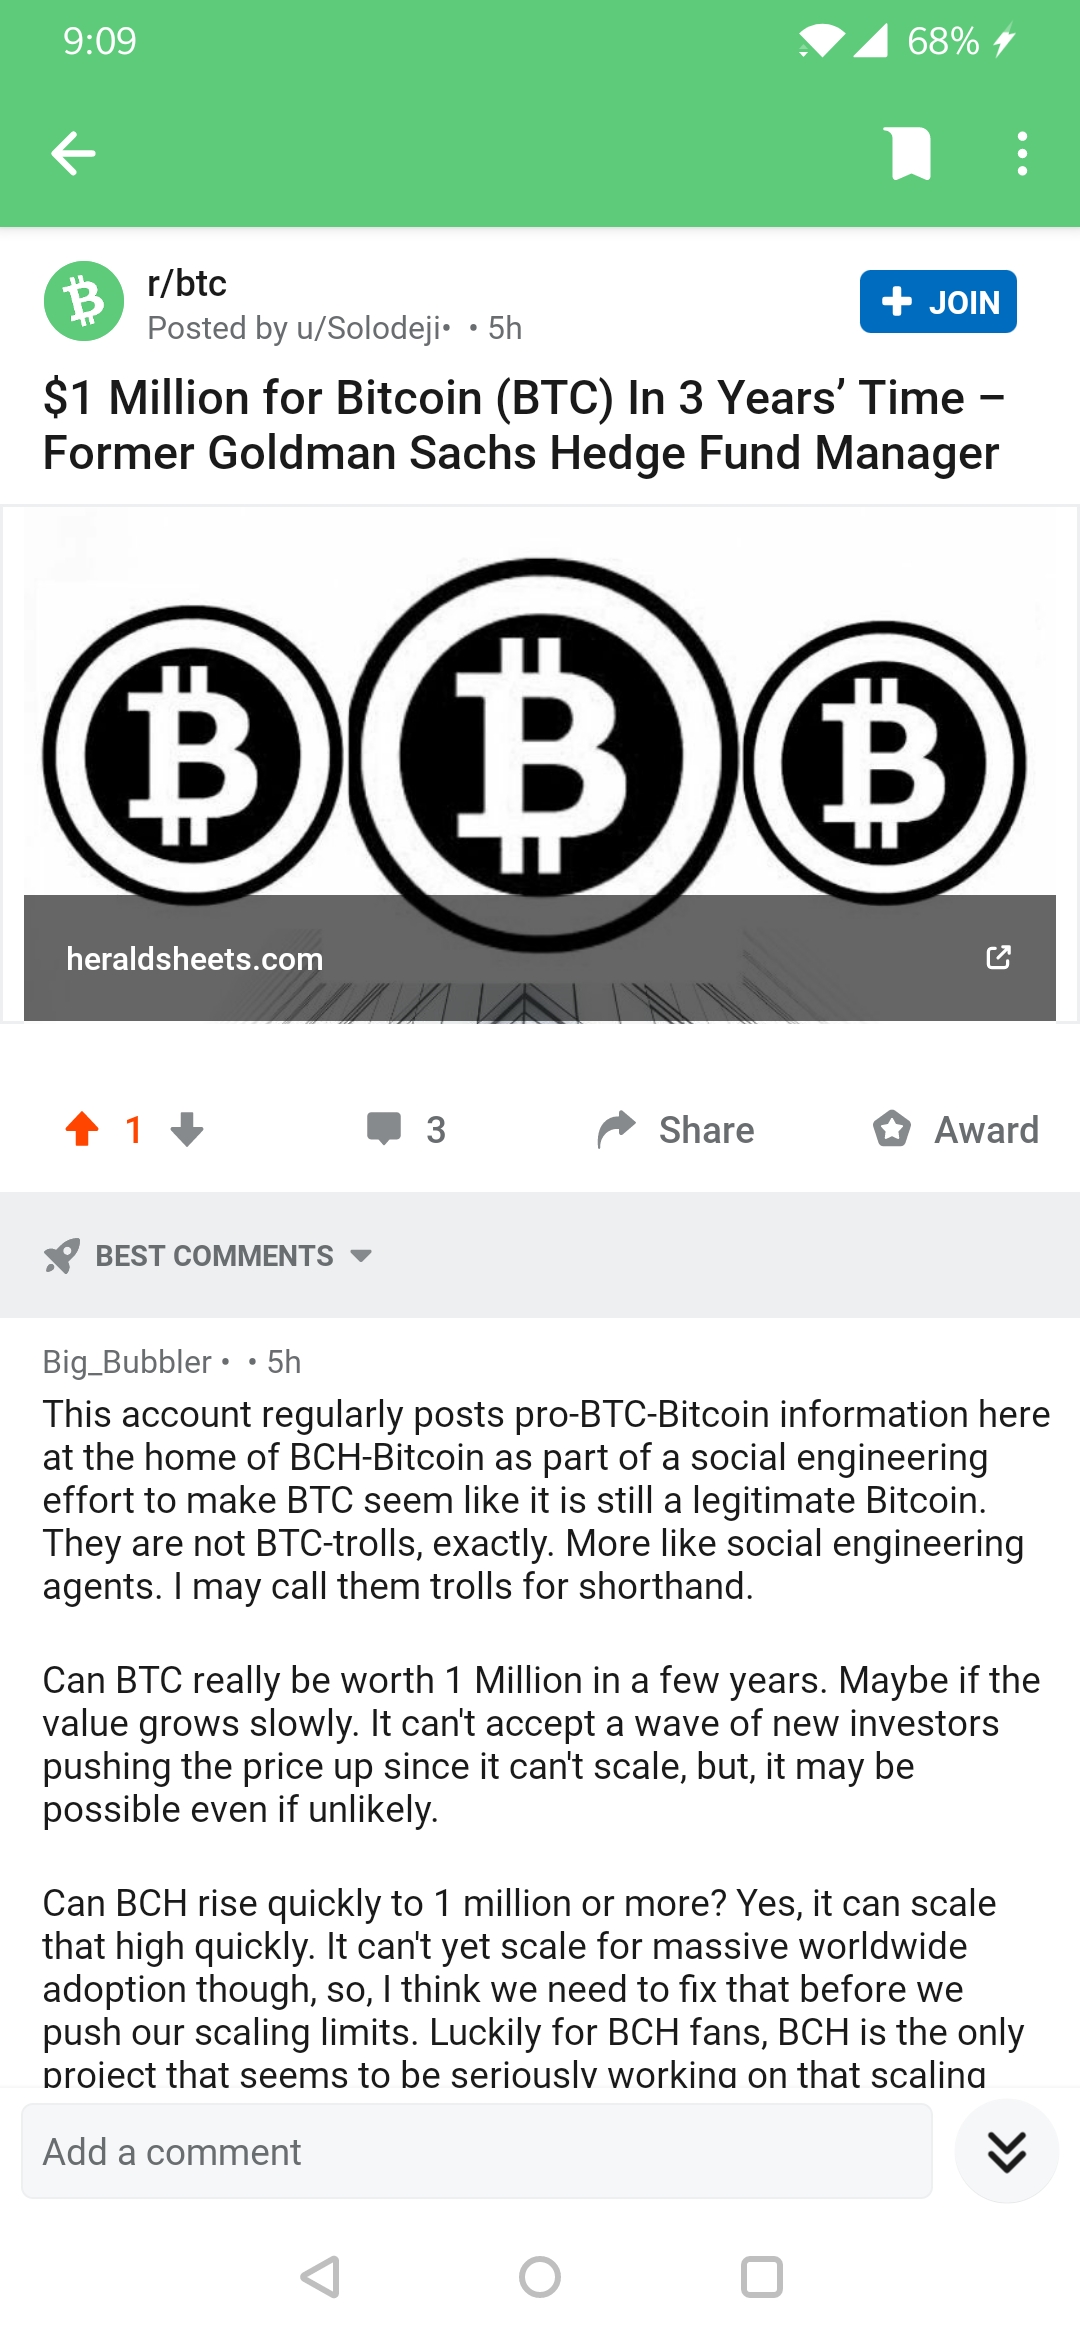 9:09
68%
r/btc
Posted by u/Solodeji• • 5h
JOIN
$1 Million for Bitcoin (BTC) In 3 Years’ Time –
Former Goldman Sachs Hedge Fund Manager
heraldsheets.com
1
3
Share
Award
BEST COMMENTS
Big_Bubbler • • 5h
This account regularly posts pro-BTC-Bitcoin information here
at the home of BCH-Bitcoin as part of a social engineering
effort to make BTC seem like it is still a legitimate Bitcoin.
They are not BTC-trolls, exactly. More like social engineering
agents. I may call them trolls for shorthand.
Can BTC really be worth 1 Million in a few years. Maybe if the
value grows slowly. It can't accept a wave of new investors
pushing the price up since it can't scale, but, it may be
possible even if unlikely.
Can BCH rise quickly to 1 million or more? Yes, it can scale
that high quickly. It can't yet scale for massive worldwide
adoption though, so, I think we need to fix that before we
push our scaling limits. Luckily for BCH fans, BCH is the only
project that seems to be seriously working on that scaling
Add a comment